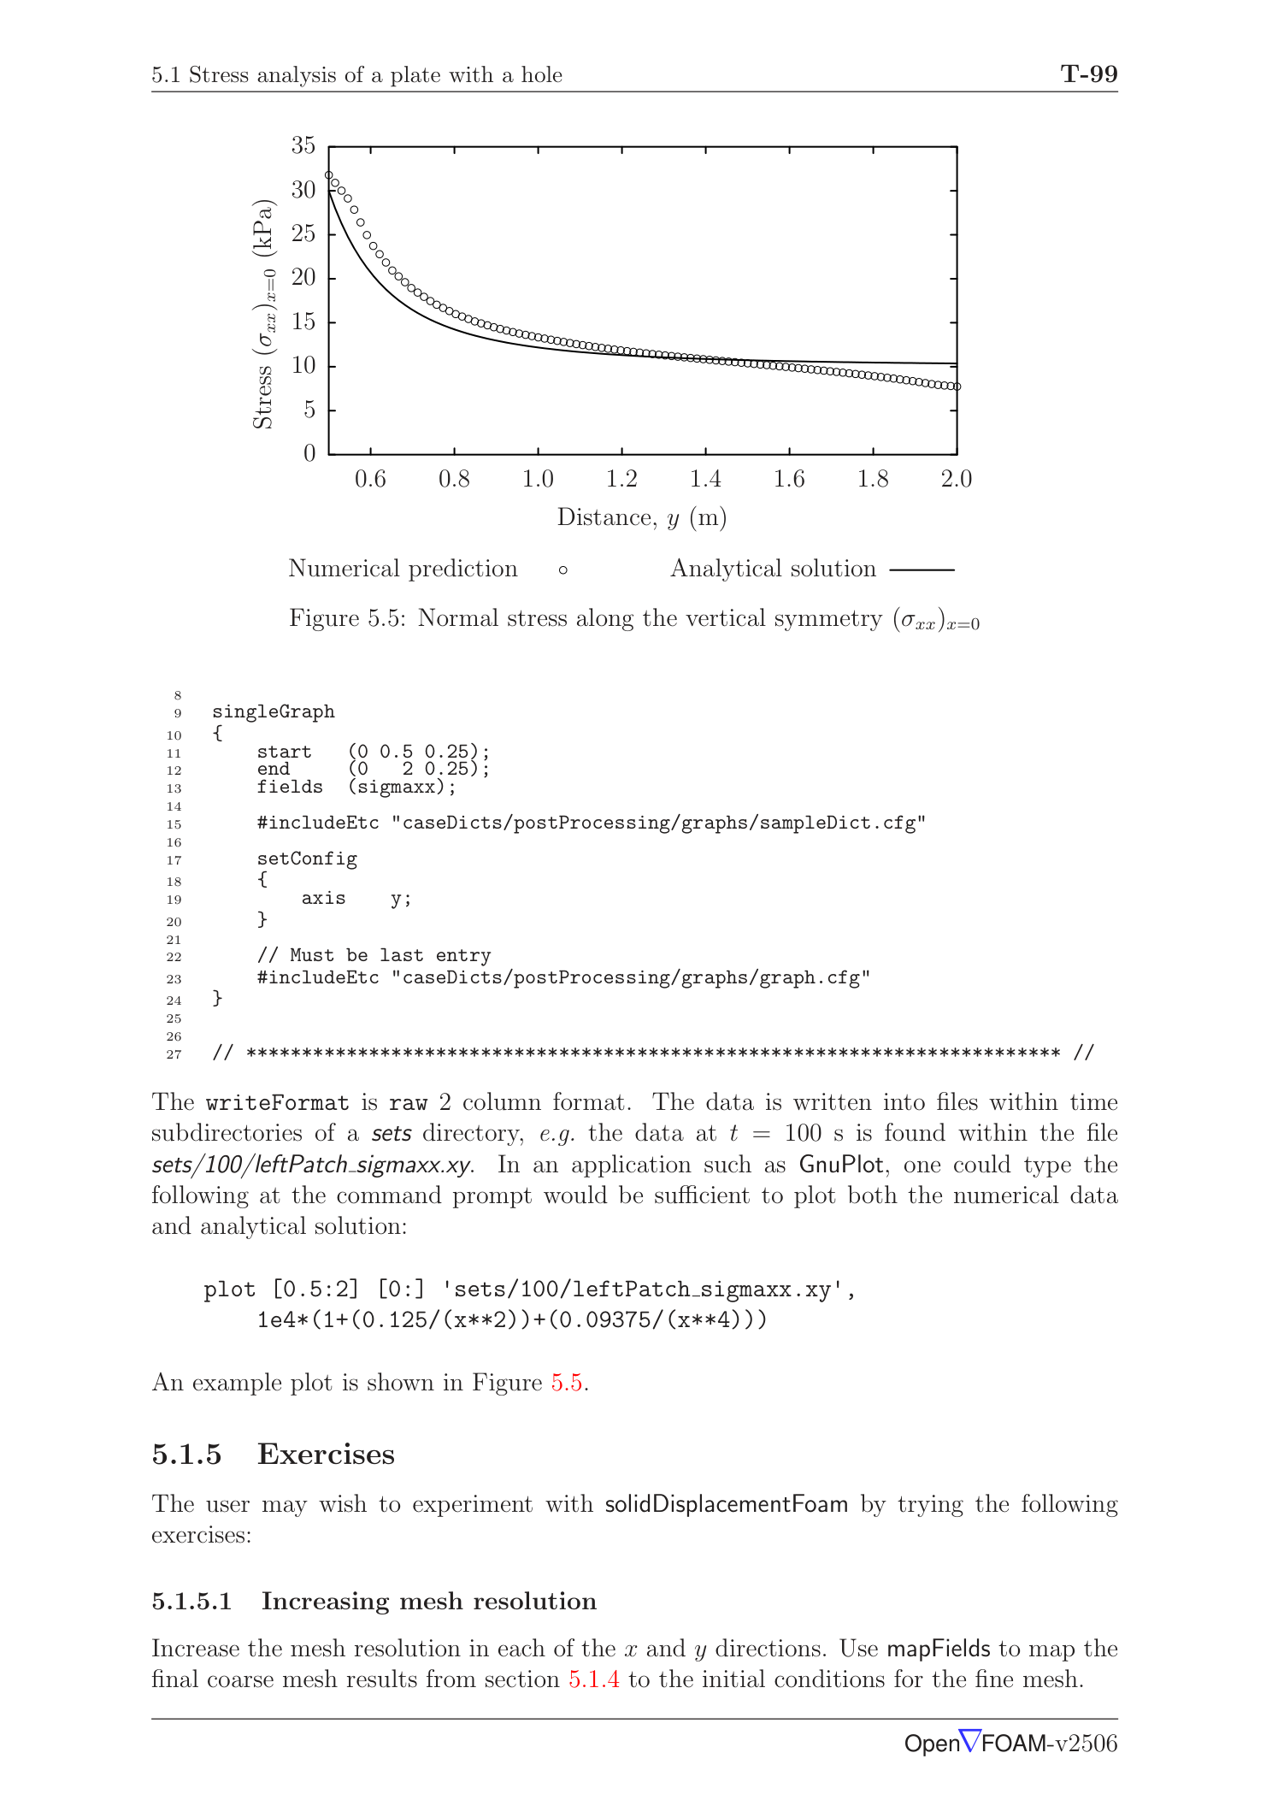 5.1 Stress analysis of a plate with a hole T-99
35
30
25
20
15
10
5
0
Stress (σxx)x=0 (kPa)
0.6 0.8 1.0 1.2 1.4 1.6 1.8 2.0
Distance, y (m)
Numerical prediction Analytical solution
Figure 5.5: Normal stress along the vertical symmetry (σxx)x=0
8
9 singleGraph
10 {
11 start (0 0.5 0.25);
12 end (0 2 0.25);
13 fields (sigmaxx);
14
15 #includeEtc "caseDicts/postProcessing/graphs/sampleDict.cfg"
16
17 setConfig
18 {
19 axis y;
20 }
21
22 // Must be last entry
23 #includeEtc "caseDicts/postProcessing/graphs/graph.cfg"
24 }
25
26
27 // ************************************************************************* //
The writeFormat is raw 2 column format. The data is written into files within time
subdirectories of a sets directory, e.g. the data at t = 100 s is found within the file
sets/100/leftPatch_sigmaxx.xy. In an application such as GnuPlot, one could type the
following at the command prompt would be sufficient to plot both the numerical data
and analytical solution:
plot [0.5:2] [0:] 'sets/100/leftPatch_sigmaxx.xy',
1e4*(1+(0.125/(x**2))+(0.09375/(x**4)))
An example plot is shown in Figure 5.5.
5.1.5 Exercises
The user may wish to experiment with solidDisplacementFoam by trying the following
exercises:
5.1.5.1 Increasing mesh resolution
Increase the mesh resolution in each of the x and y directions. Use mapFields to map the
final coarse mesh results from section 5.1.4 to the initial conditions for the fine mesh.
Open∇FOAM-v2506